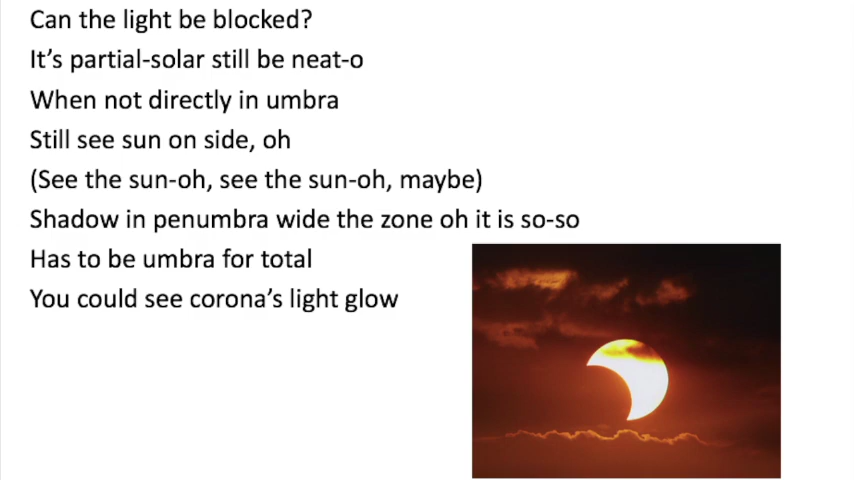 Can the light be blocked?
It’s partial-solar still be neat-o
When not directly in umbra
Still see sun on side, oh
(See the sun-oh, see the sun-oh, maybe)
Shadow in penumbra wide the zone oh it is so-so
Has to be umbra for total
You could see corona’s light glow